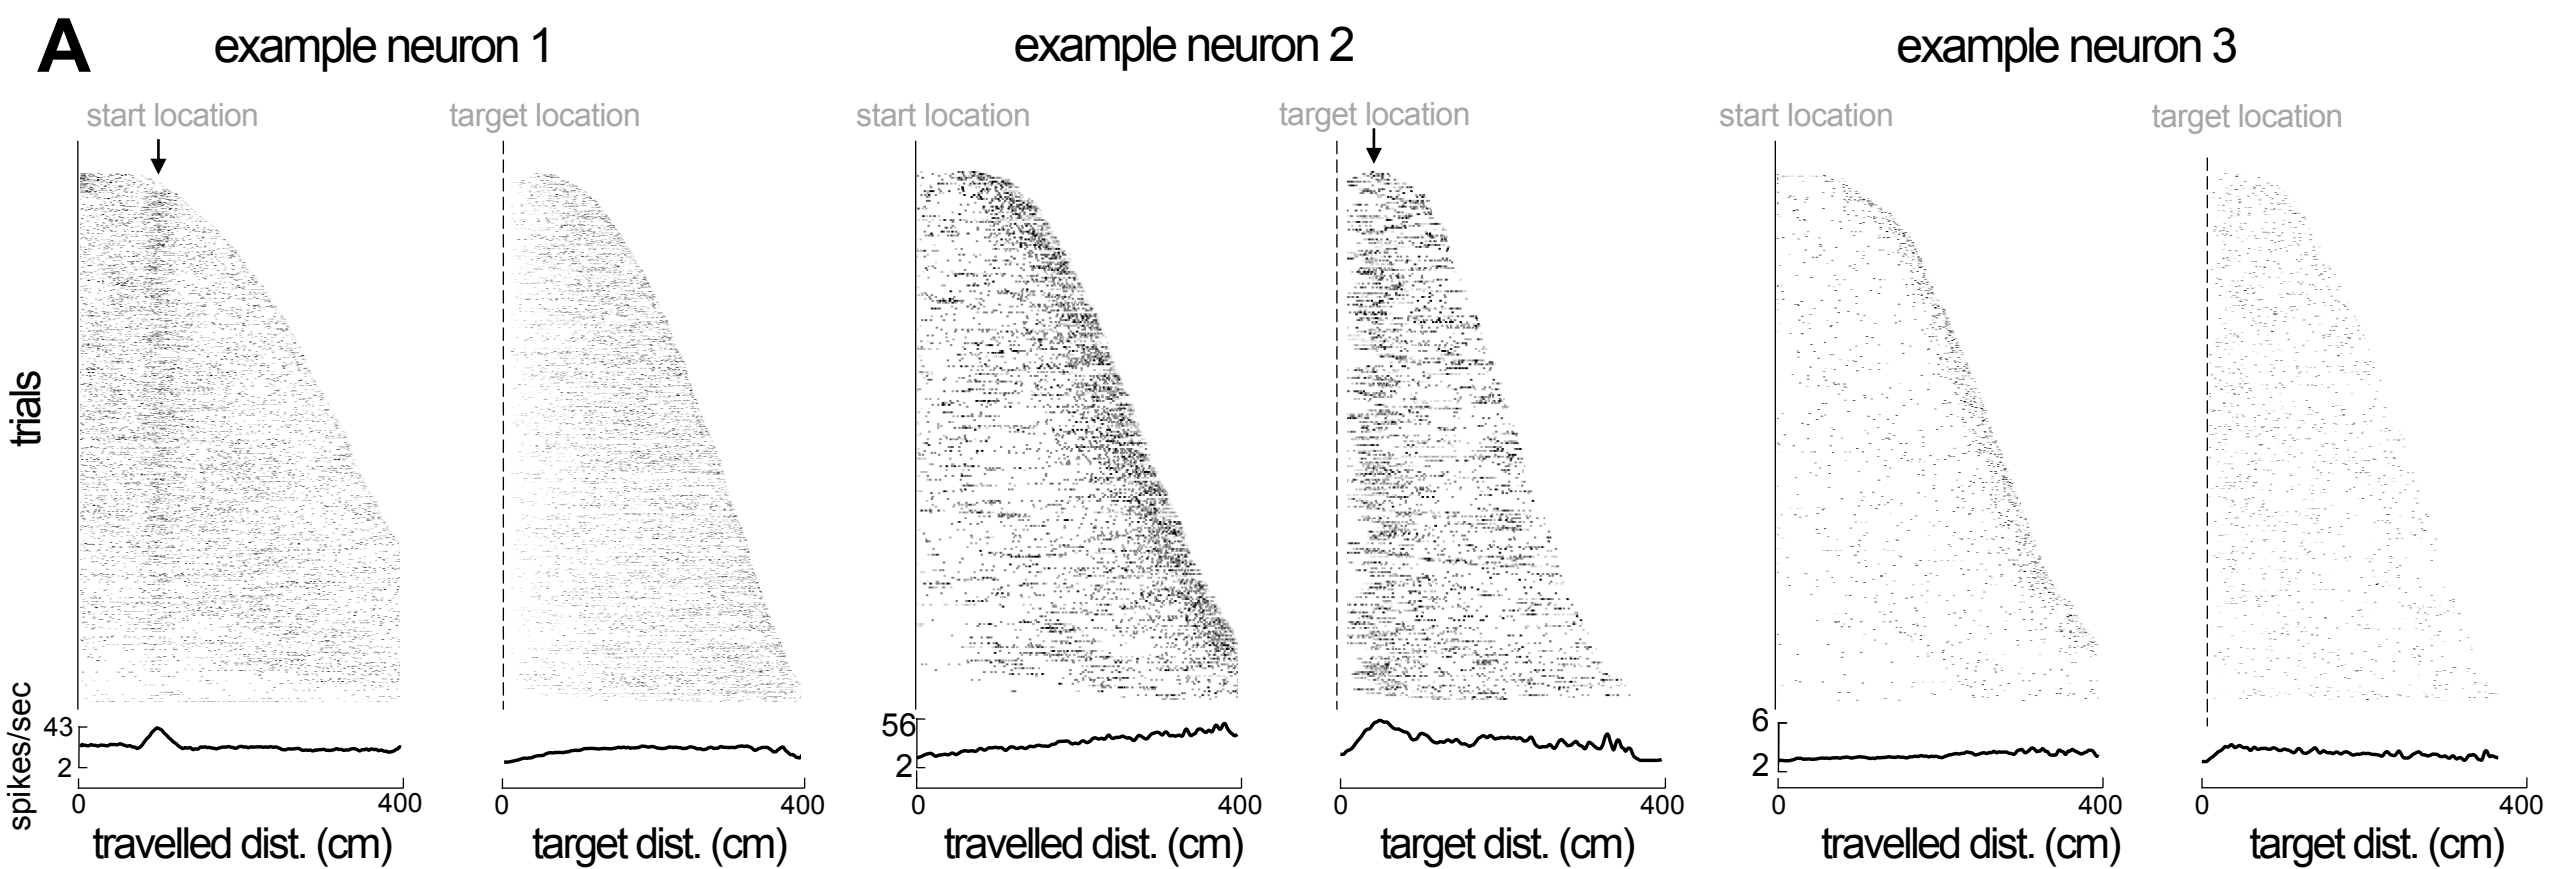 A
example neuron 1
example neuron 2
example neuron 3
start location
target location
start location
target location
start location
target location
trials
spikes/sec
43
2
56
2
6
2
0
400
0
400
0
400
0
400
0
400
0
400
travelled dist. (cm)
target dist. (cm)
travelled dist. (cm)
target dist. (cm)
travelled dist. (cm)
target dist. (cm)